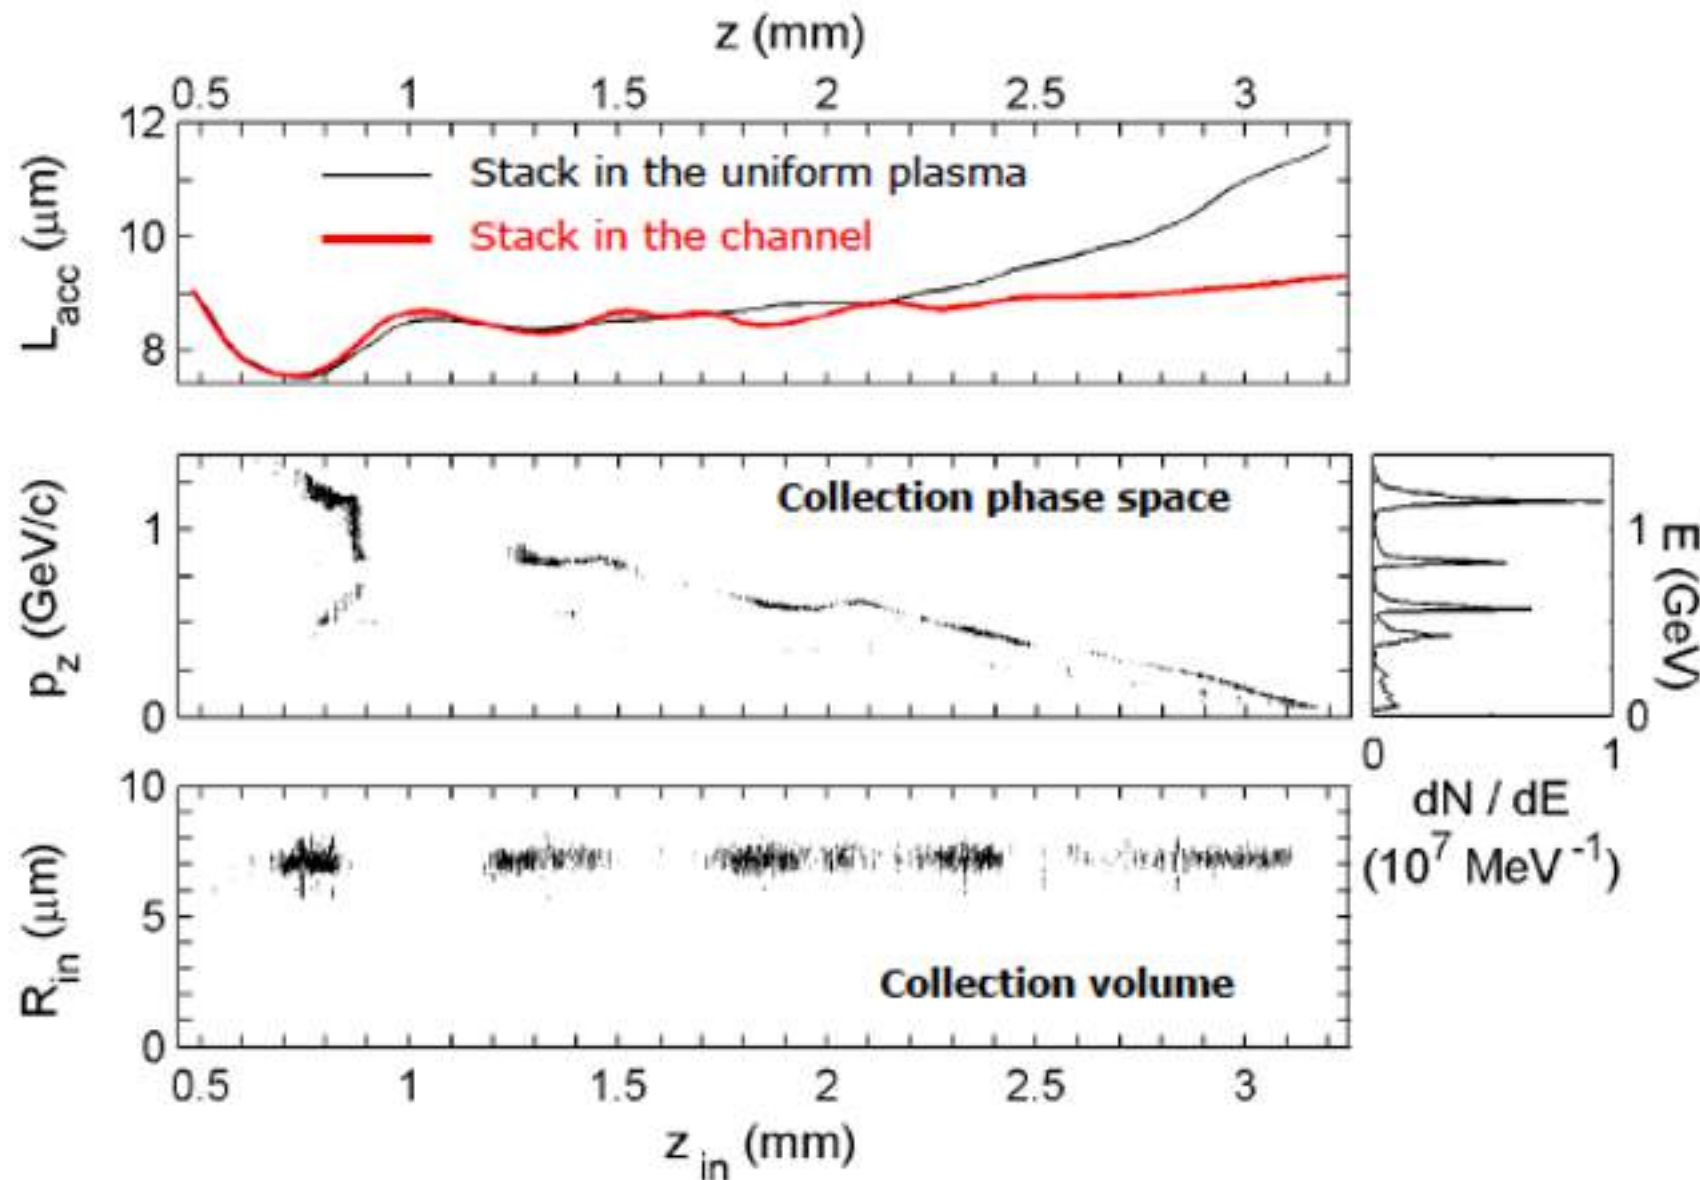 z (mm)
0.5 1 1.5 2 2.5 3
12
10
8
L_acc (μm)
Stack in the uniform plasma
Stack in the channel
p_z (GeV/c)
1
0
Collection phase space
1
0
E (GeV)
0 1
dN / dE
(10^7 MeV^-1)
R_in (μm)
10
5
0
Collection volume
0.5 1 1.5 2 2.5 3
z_in (mm)